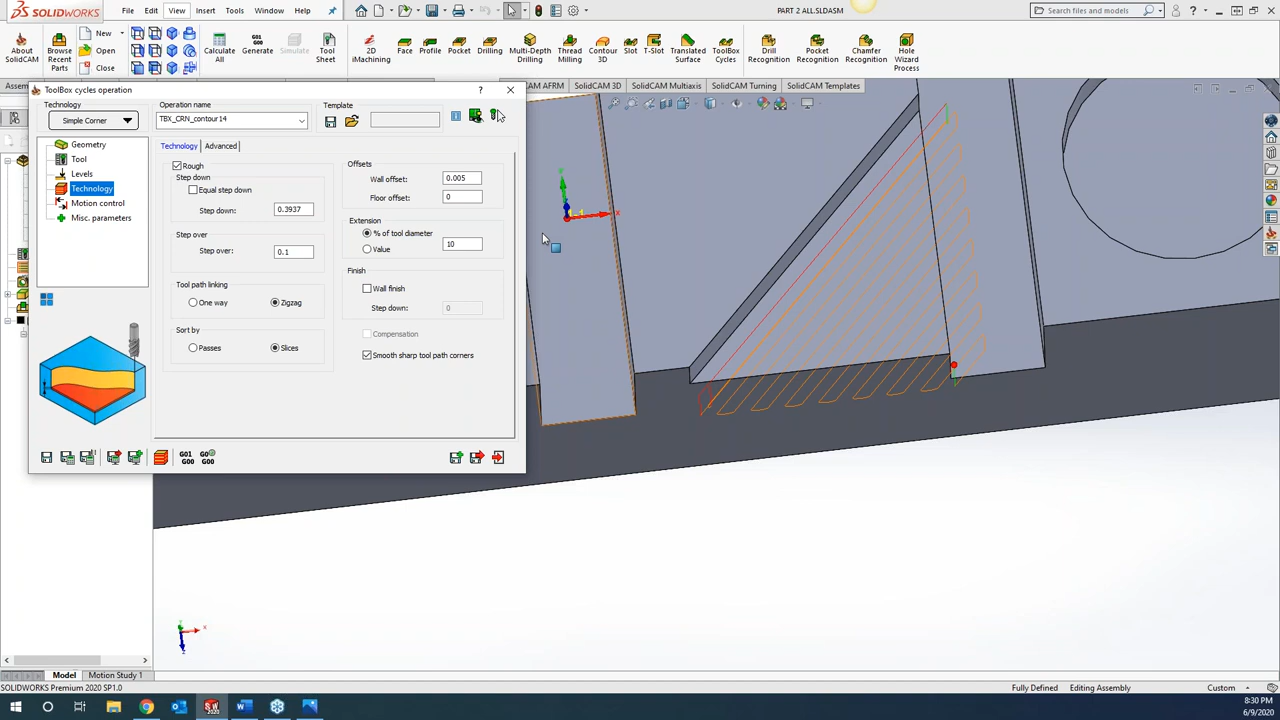 SOLIDWORKS File Edit View Insert Tools Window Help PART 2 ALL.SLDASM Search files and models
About SolidCAM
Browse Recent Parts
New
Open
Close
Calculate All
Generate
Simulate
Tool Sheet
2D iMachining
Face
Profile
Pocket
Drilling
Multi-Depth Drilling
Thread Milling
Contour 3D
Slot
T-Slot
Translated Surface
ToolBox Cycles
Drill Recognition
Pocket Recognition
Chamfer Recognition
Hole Wizard Process
Assem
CAM AFRM SolidCAM 3D SolidCAM Multiaxis SolidCAM Turning SolidCAM Templates
ToolBox cycles operation
Technology
Simple Corner
Operation name
TBX_CRN_contour14
Template
Geometry
Tool
Levels
Technology
Motion control
Misc. parameters
Technology Advanced
Rough
Step down
Equal step down
Step down: 0.3937
Step over
Step over: 0.1
Tool path linking
One way Zigzag
Sort by
Passes Slices
Offsets
Wall offset: 0.005
Floor offset: 0
Extension
% of tool diameter
Value
10
Finish
Wall finish
Step down: 0
Compensation
Smooth sharp tool path corners
G01 G00
G0 G00
x
x
Model Motion Study 1
SOLIDWORKS Premium 2020 SP1.0 Fully Defined Editing Assembly Custom
8:30 PM
6/9/2020